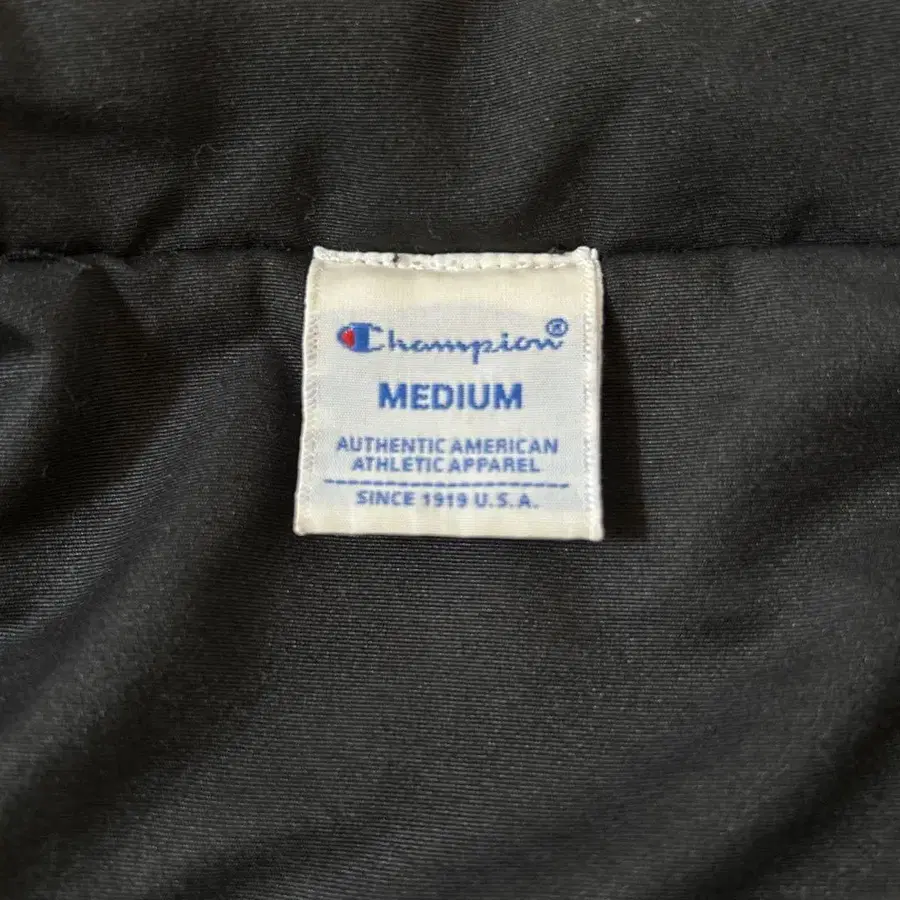 Champion®
MEDIUM
AUTHENTIC AMERICAN
ATHLETIC APPAREL
SINCE 1919 U.S.A.